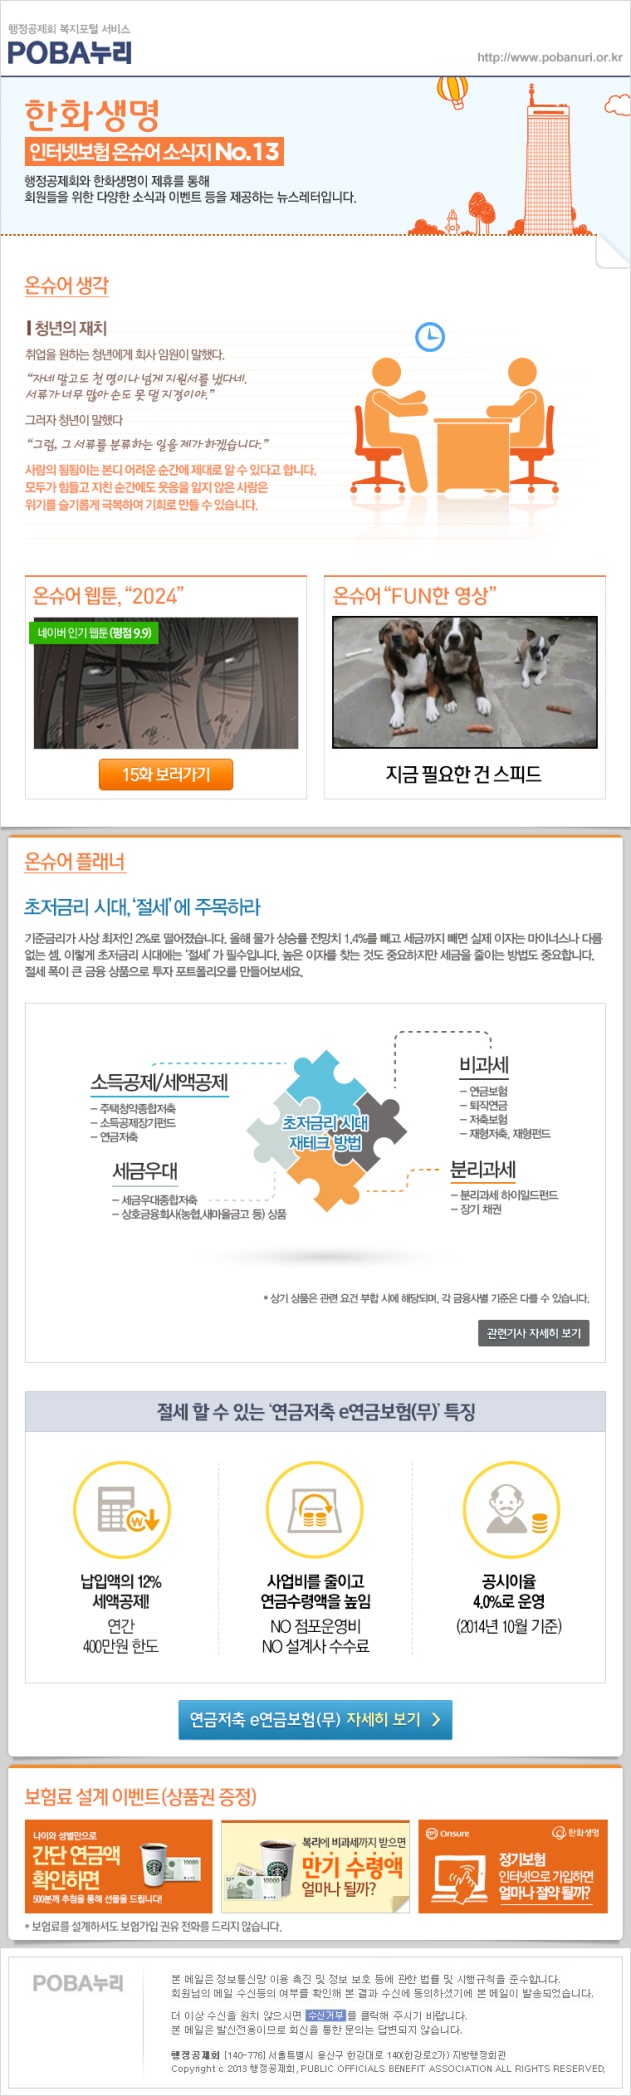 행정공제회 복지포털 서비스
POBA누리
http://www.pobanuri.or.kr
한화생명
인터넷보험 온슈어 소식지 No.13
행정공제회와 한화생명이 제휴를 통해
회원들을 위한 다양한 소식과 이벤트 등을 제공하는 뉴스레터입니다.
온슈어 생각
청년의 재치
취업을 원하는 청년에게 회사 임원이 말했다.
“자네 말고도 천 명이나 넘게 지원서를 냈다네.
서류가 너무 많아 손도 못 댈 지경이야.”
그러자 청년이 말했다
“그럼, 그 서류를 분류하는 일을 제가 하겠습니다.”
사람의 됨됨이는 본디 어려운 순간에 제대로 알 수 있다고 합니다.
모두가 힘들고 지친 순간에도 웃음을 잃지 않은 사람은
위기를 슬기롭게 극복하여 기회로 만들 수 있습니다.
온슈어 웹툰, “2024”
네이버 인기 웹툰 (평점 9.9)
15화 보러가기
온슈어 “FUN한 영상”
지금 필요한 건 스피드
온슈어 플래너
초저금리 시대, ‘절세’에 주목하라
기준금리가 사상 최저인 2%로 떨어졌습니다. 올해 물가 상승률 전망치 1.4%를 빼고 세금까지 빼면 실제 이자는 마이너스나 다름
없는 셈. 이렇게 초저금리 시대에는 ‘절세’가 필수입니다. 높은 이자를 찾는 것도 중요하지만 세금을 줄이는 방법도 중요합니다.
절세 폭이 큰 금융 상품으로 투자 포트폴리오를 만들어보세요.
소득공제/세액공제
- 주택청약종합저축
- 소득공제장기펀드
- 연금저축
비과세
- 연금보험
- 퇴직연금
- 저축보험
- 재형저축, 재형펀드
초저금리 시대
재테크 방법
세금우대
- 세금우대종합저축
- 상호금융회사(농협,새마을금고 등) 상품
분리과세
- 분리과세 하이일드펀드
- 장기 채권
* 상기 상품은 관련 요건 부합 시에 해당되며, 각 금융사별 기준은 다를 수 있습니다.
관련기사 자세히 보기
절세 할 수 있는 ‘연금저축 e연금보험(무)’ 특징
납입액의 12%
세액공제!
연간
400만원 한도
사업비를 줄이고
연금수령액을 높임
NO 점포운영비
NO 설계사 수수료
공시이율
4.0%로 운영
(2014년 10월 기준)
연금저축 e연금보험(무) 자세히 보기
보험료 설계 이벤트(상품권 증정)
나이와 성별만으로
간단 연금액
확인하면
500분께 추첨을 통해 선물을 드립니다!
복리에 비과세까지 받으면
만기 수령액
얼마나 될까?
Onsure
한화생명
정기보험
인터넷으로 가입하면
얼마나 절약 될까?
* 보험료를 설계하셔도 보험가입 권유 전화를 드리지 않습니다.
POBA누리
본 메일은 정보통신망 이용 촉진 및 정보 보호 등에 관한 법률 및 시행규칙을 준수합니다.
회원님의 메일 수신동의 여부를 확인해 본 결과 수신에 동의하셨기에 본 메일이 발송되었습니다.
더 이상 수신을 원치 않으시면 수신거부 를 클릭해 주시기 바랍니다.
본 메일은 발신전용이므로 회신을 통한 문의는 답변되지 않습니다.
행정공제회 [140-776] 서울특별시 용산구 한강대로 140(한강로2가) 지방행정회관
Copyright c 2013 행정공제회, PUBLIC OFFICIALS BENEFIT ASSOCIATION ALL RIGHTS RESERVED,